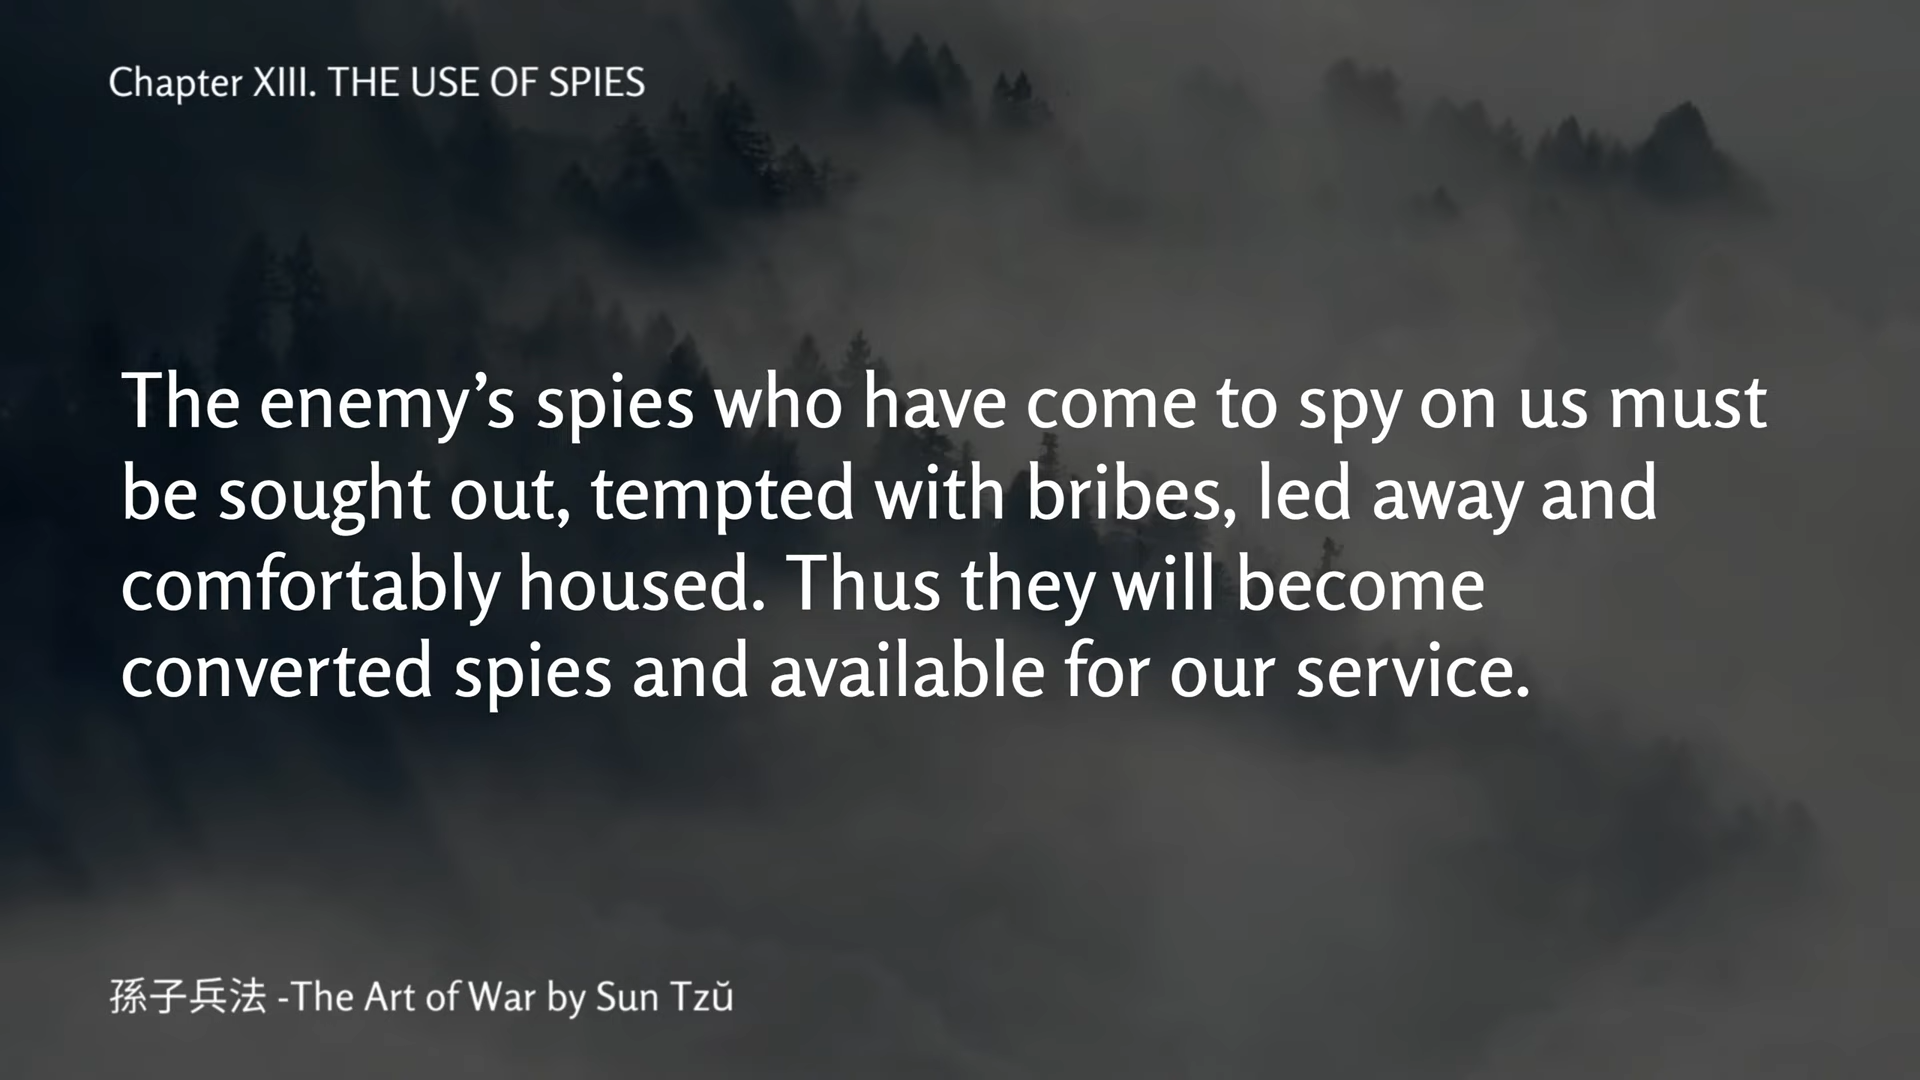 Chapter XIII. THE USE OF SPIES
The enemy’s spies who have come to spy on us must
be sought out, tempted with bribes, led away and
comfortably housed. Thus they will become
converted spies and available for our service.
孫子兵法 -The Art of War by Sun Tzŭ